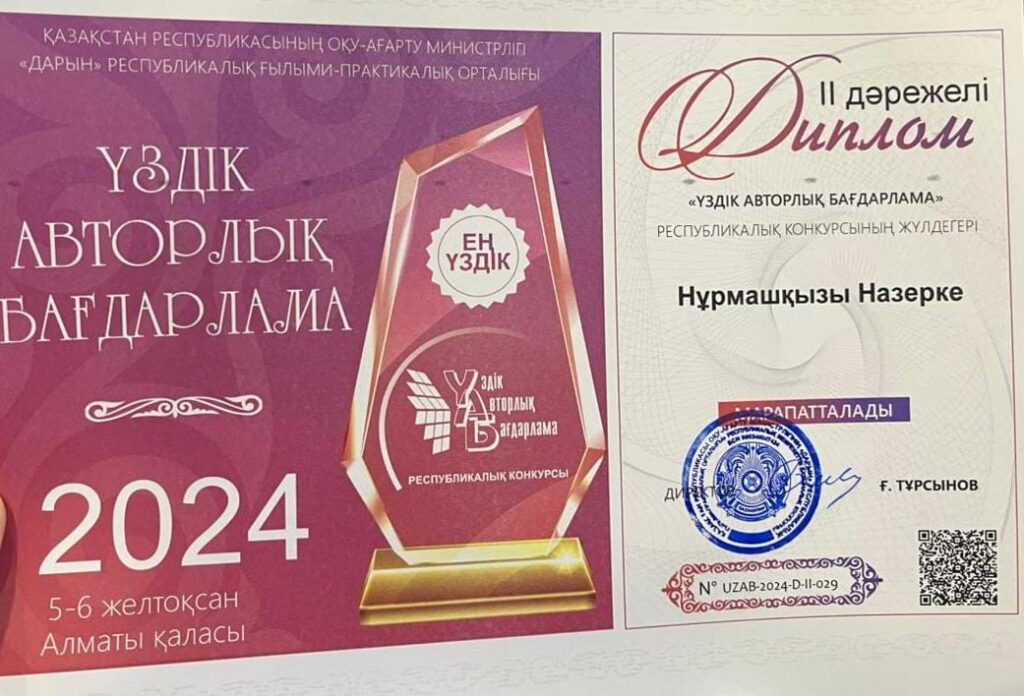 ҚАЗАҚСТАН РЕСПУБЛИКАСЫНЫҢ ОҚУ-АҒАРТУ МИНИСТРЛІГІ
«ДАРЫН» РЕСПУБЛИКАЛЫҚ ҒЫЛЫМИ-ПРАКТИКАЛЫҚ ОРТАЛЫҒЫ
ҮЗДІК
АВТОРЛЫҚ
БАҒДАРЛАМА
2024
5-6 желтоқсан
Алматы қаласы
ЕҢ
ҮЗДІК
Үздік
Авторлық
Бағдарлама
РЕСПУБЛИКАЛЫҚ КОНКУРСЫ
II дәрежелі
Диплом
«ҮЗДІК АВТОРЛЫҚ БАҒДАРЛАМА»
РЕСПУБЛИКАЛЫҚ КОНКУРСЫНЫҢ ЖҮЛДЕГЕРІ
Нұрмашқызы Назерке
МАРАПАТТАЛАДЫ
ДИРЕКТОР
Ғ. ТҰРСЫНОВ
N° UZAB-2024-D-II-029